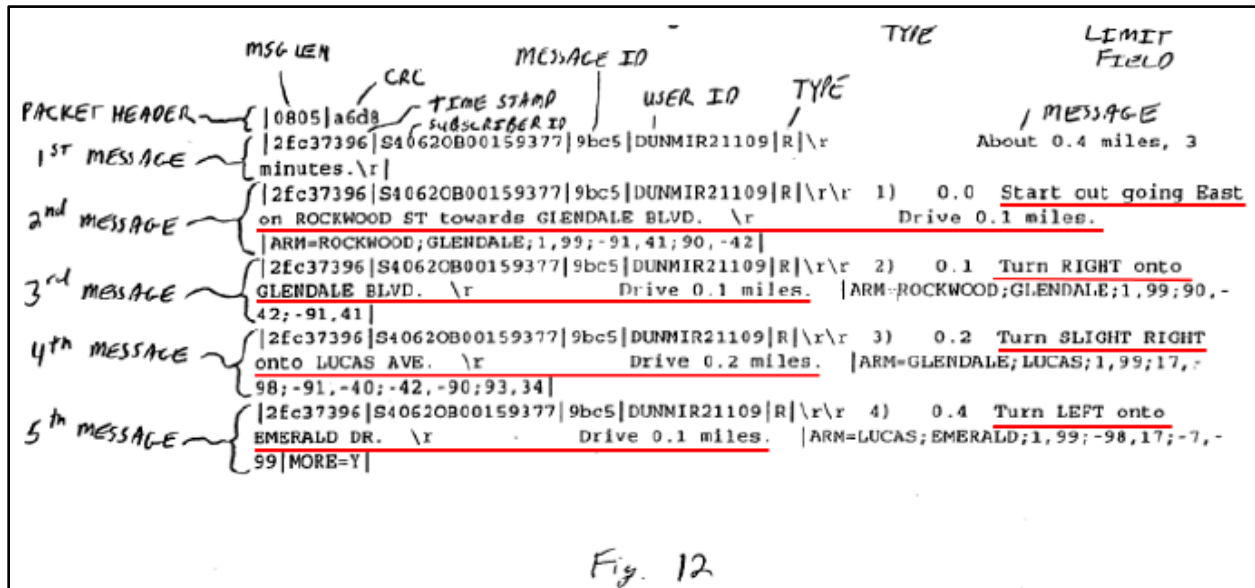 TYPE LIMIT
FIELD
MSG LEN CRC MESSAGE ID
TIME STAMP USER ID TYPE MESSAGE
PACKET HEADER |0805|a6d8 SUBSCRIBER ID
1ST MESSAGE |2fc37396|S4062OB00159377|9bc5|DUNMIR21109|R|\r About 0.4 miles, 3
minutes.\r|
|2fc37396|S4062OB00159377|9bc5|DUNMIR21109|R|\r\r 1) 0.0 Start out going East
2nd MESSAGE on ROCKWOOD ST towards GLENDALE BLVD. \r Drive 0.1 miles.
|ARM=ROCKWOOD;GLENDALE;1,99;-91,41;90,-42|
|2fc37396|S4062OB00159377|9bc5|DUNMIR21109|R|\r\r 2) 0.1 Turn RIGHT onto
3rd MESSAGE GLENDALE BLVD. \r Drive 0.1 miles. |ARM=ROCKWOOD;GLENDALE;1,99;90,-
42;-91,41|
|2fc37396|S4062OB00159377|9bc5|DUNMIR21109|R|\r\r 3) 0.2 Turn SLIGHT RIGHT
4th MESSAGE onto LUCAS AVE. \r Drive 0.2 miles. |ARM=GLENDALE;LUCAS;1,99;17,-
98;-91,-40;-42,-90;93,34|
|2fc37396|S4062OB00159377|9bc5|DUNMIR21109|R|\r\r 4) 0.4 Turn LEFT onto
5th MESSAGE EMERALD DR. \r Drive 0.1 miles. |ARM=LUCAS;EMERALD;1,99;-98,17;-7,-
99|MORE=Y|
Fig. 12